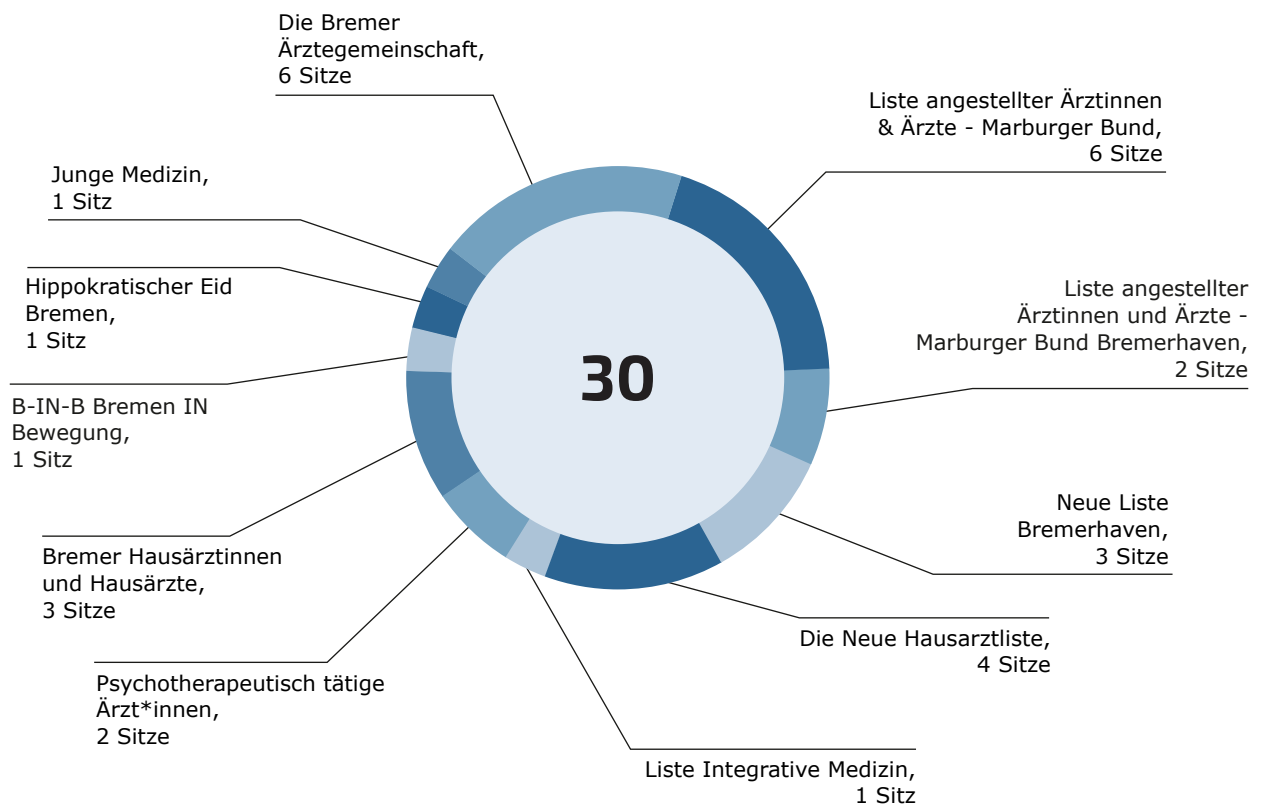 Die Bremer
Ärztegemeinschaft,
6 Sitze
Liste angestellter Ärztinnen
& Ärzte - Marburger Bund,
6 Sitze
Junge Medizin,
1 Sitz
Hippokratischer Eid
Bremen,
1 Sitz
Liste angestellter
Ärztinnen und Ärzte -
Marburger Bund Bremerhaven,
2 Sitze
30
B-IN-B Bremen IN
Bewegung,
1 Sitz
Neue Liste
Bremerhaven,
3 Sitze
Bremer Hausärztinnen
und Hausärzte,
3 Sitze
Die Neue Hausarztliste,
4 Sitze
Psychotherapeutisch tätige
Ärzt*innen,
2 Sitze
Liste Integrative Medizin,
1 Sitz